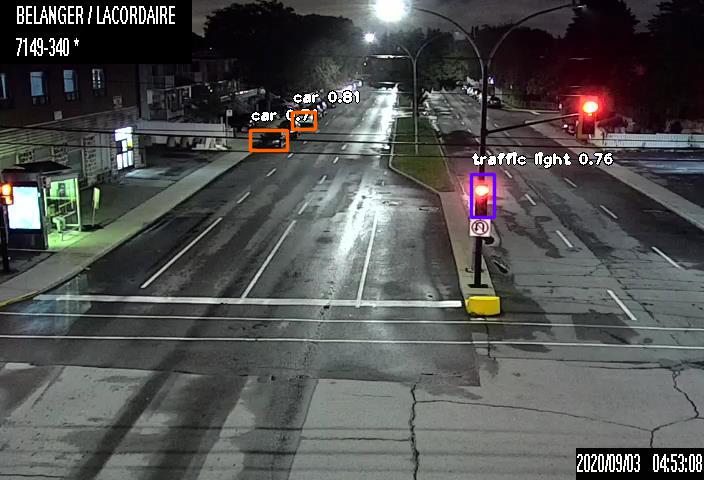 BELANGER / LACORDAIRE
7149-340 *
car 0.81
traffic light 0.76
2020/09/03 04:53:08